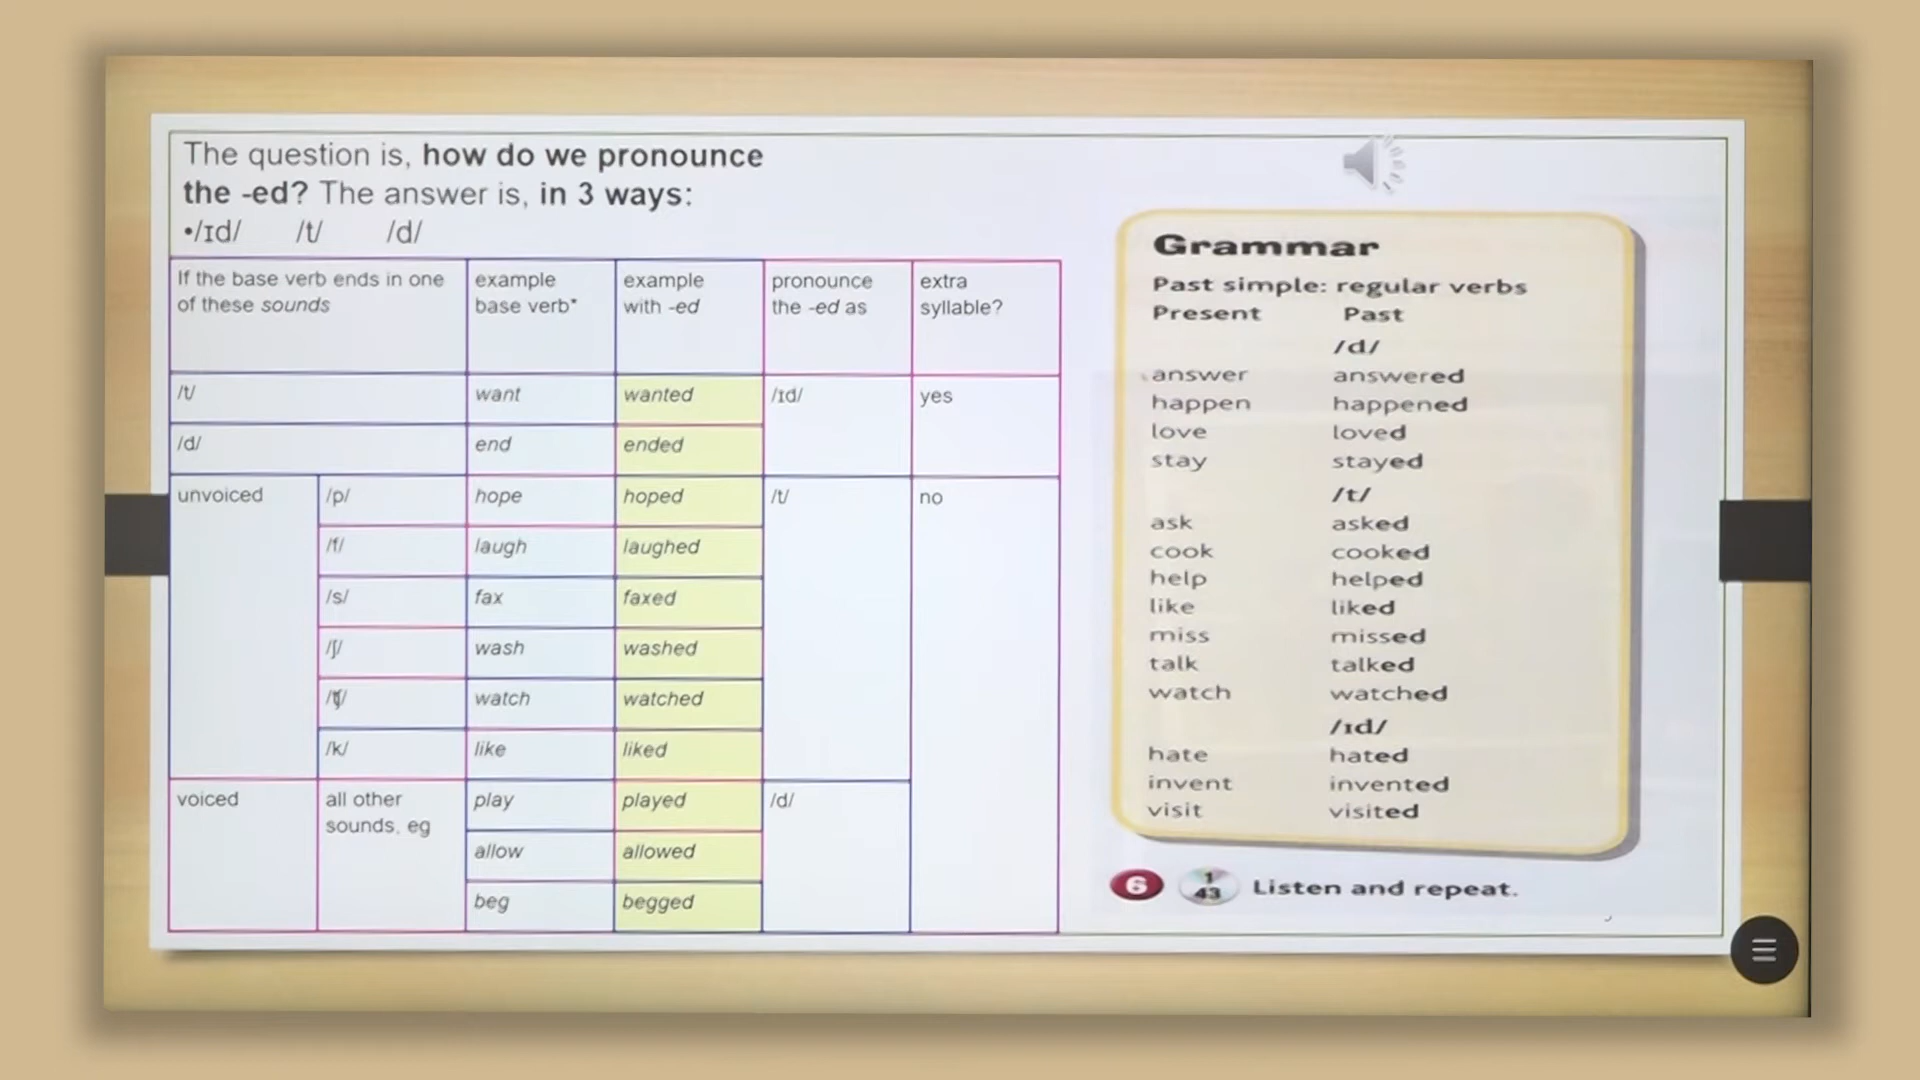 The question is, how do we pronounce
the -ed? The answer is, in 3 ways:
•/ɪd/ /t/ /d/
If the base verb ends in one
of these sounds
example
base verb*
example
with -ed
pronounce
the -ed as
extra
syllable?
/t/ want wanted /ɪd/ yes
/d/ end ended
unvoiced /p/ hope hoped /t/ no
/f/ laugh laughed
/s/ fax faxed
/ʃ/ wash washed
/ʧ/ watch watched
/k/ like liked
voiced all other
sounds, eg
play played /d/
allow allowed
beg begged
Grammar
Past simple: regular verbs
Present Past
/d/
answer answered
happen happened
love loved
stay stayed
/t/
ask asked
cook cooked
help helped
like liked
miss missed
talk talked
watch watched
/ɪd/
hate hated
invent invented
visit visited
6 1
43 Listen and repeat.